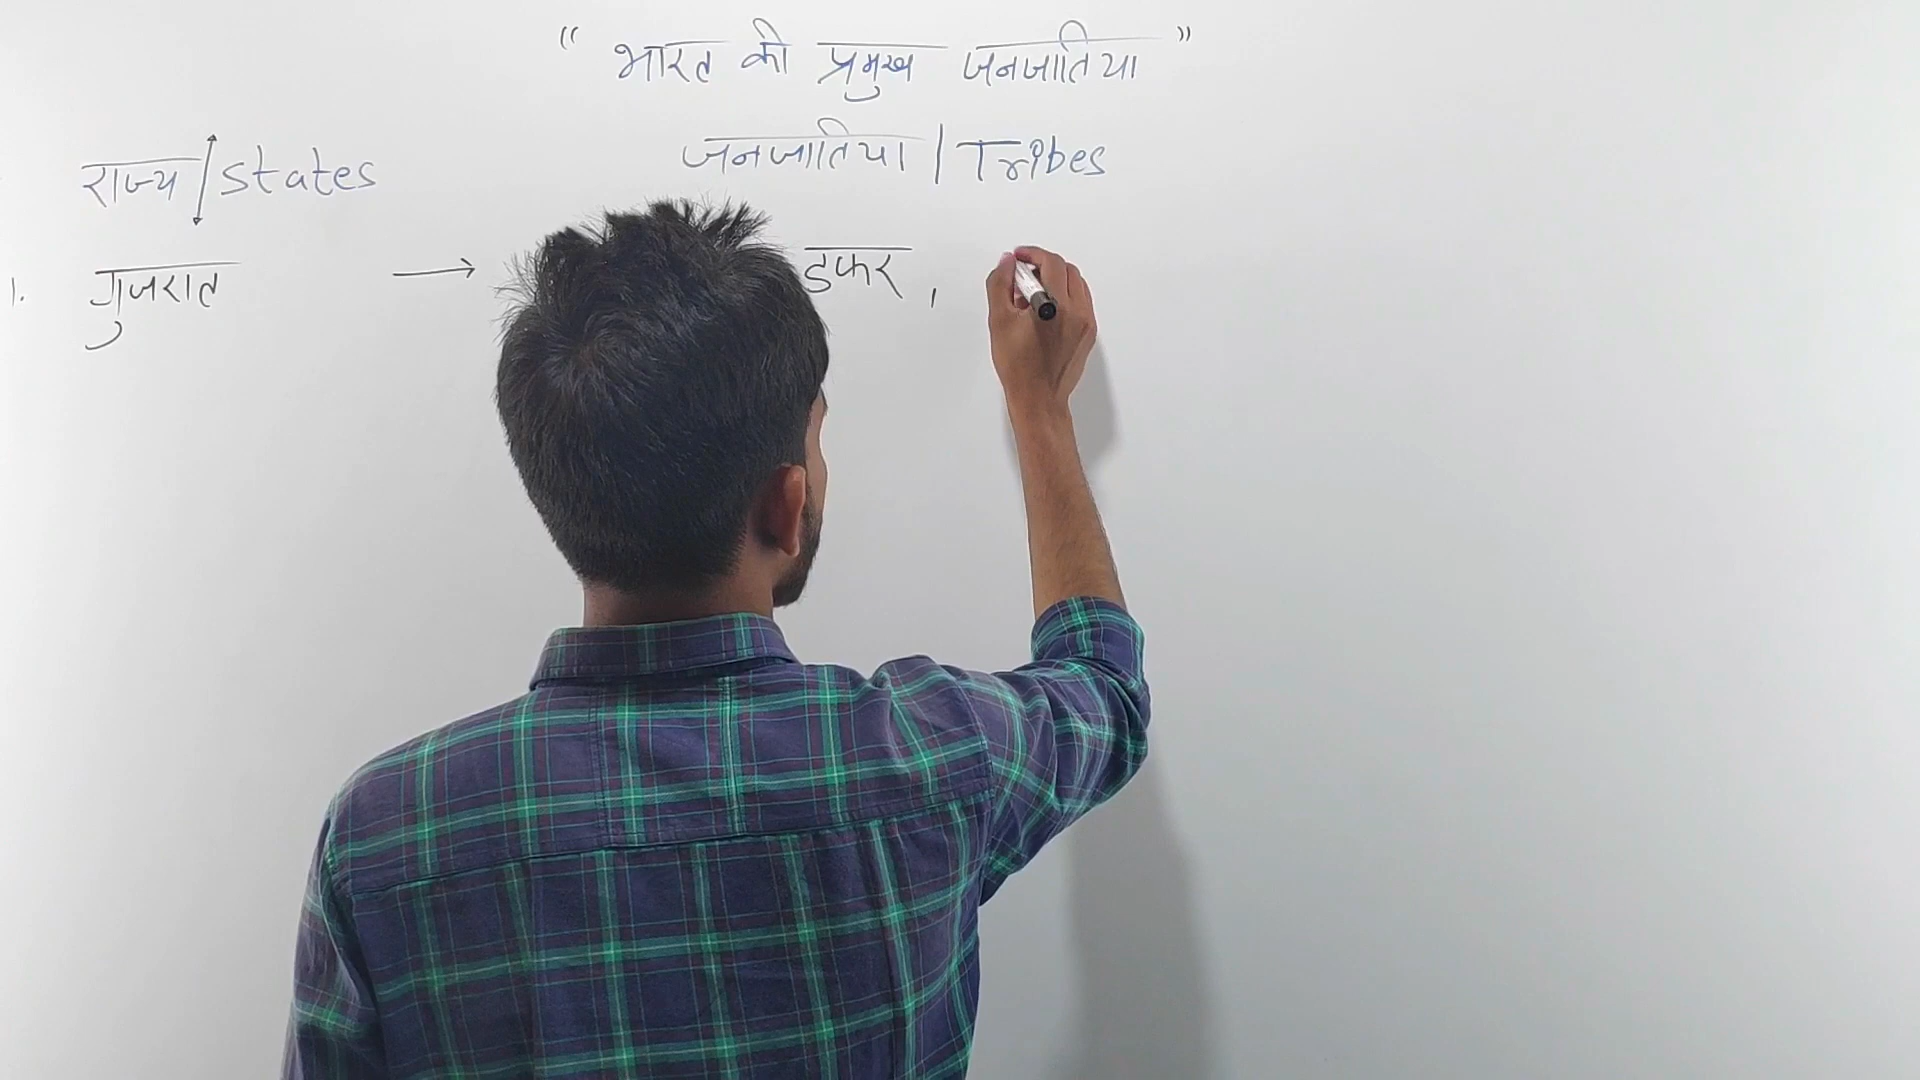 " भारत की प्रमुख जनजातिया "
राज्य / States
जनजातिया | Tribes
1. गुजरात → डफर ,